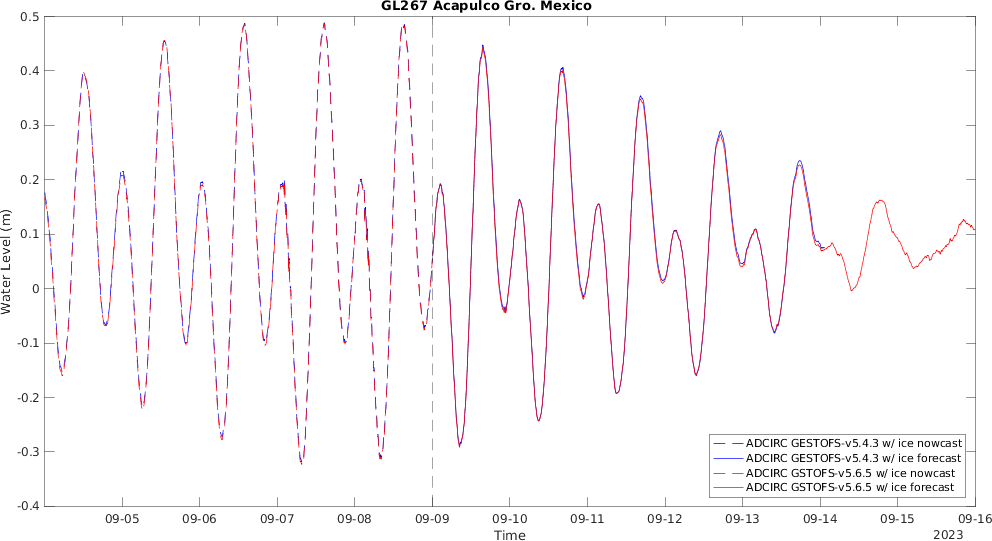 GL267 Acapulco Gro. Mexico
0.5
0.4
0.3
0.2
0.1
0
-0.1
-0.2
-0.3
-0.4
Water Level (m)
ADCIRC GESTOFS-v5.4.3 w/ ice nowcast
ADCIRC GSTOFS-v5.4.3 w/ ice forecast
ADCIRC GSTOFS-v5.6.5 w/ ice nowcast
ADCIRC GSTOFS-v5.6.5 w/ ice forecast
09-05 09-06 09-07 09-08 09-09 09-10 09-11 09-12 09-13 09-14 09-15 09-16
Time
2023